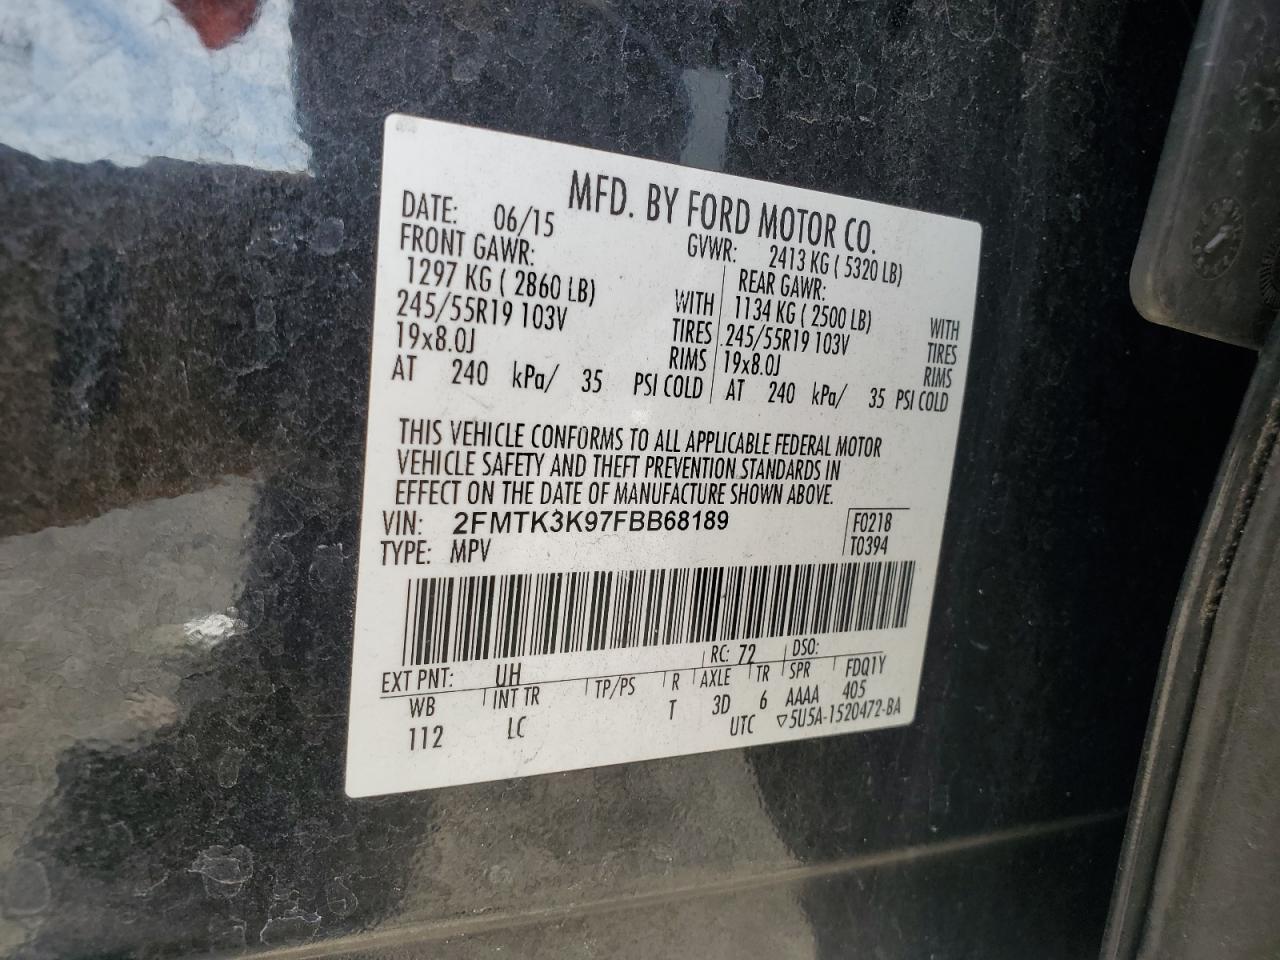 MFD. BY FORD MOTOR CO.
DATE: 06/15 GVWR: 2413 KG ( 5320 LB)
FRONT GAWR: REAR GAWR:
1297 KG ( 2860 LB) WITH 1134 KG ( 2500 LB) WITH
245/55R19 103V TIRES 245/55R19 103V TIRES
19x8.0J RIMS 19x8.0J RIMS
AT 240 kPa/ 35 PSI COLD AT 240 kPa/ 35 PSI COLD
THIS VEHICLE CONFORMS TO ALL APPLICABLE FEDERAL MOTOR
VEHICLE SAFETY AND THEFT PREVENTION STANDARDS IN
EFFECT ON THE DATE OF MANUFACTURE SHOWN ABOVE.
VIN: 2FMTK3K97FBB68189 F0218
TYPE: MPV T0394
EXT PNT: UH RC: 72 DSO:
WB INT TR TP/PS R AXLE TR SPR FDQ1Y
112 LC T 3D 6 AAAA 405
UTC ▽5U5A-1520472-BA